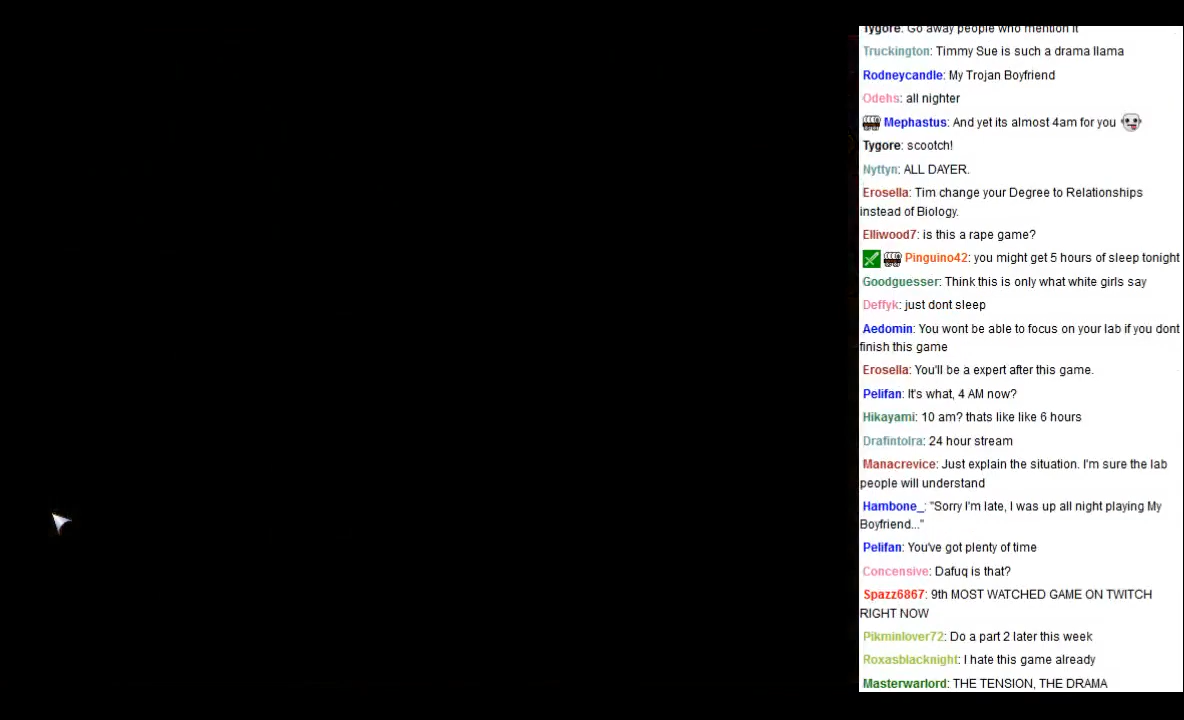 Tygore: Go away people who mention it
Truckington: Timmy Sue is such a drama llama
Rodneycandle: My Trojan Boyfriend
Odehs: all nighter
Mephastus: And yet its almost 4am for you
Tygore: scootch!
Nyttyn: ALL DAYER.
Erosella: Tim change your Degree to Relationships
instead of Biology.
Elliwood7: is this a rape game?
Pinguino42: you might get 5 hours of sleep tonight
Goodguesser: Think this is only what white girls say
Deffyk: just dont sleep
Aedomin: You wont be able to focus on your lab if you dont
finish this game
Erosella: You'll be a expert after this game.
Pelifan: It's what, 4 AM now?
Hikayami: 10 am? thats like like 6 hours
Drafintolra: 24 hour stream
Manacrevice: Just explain the situation. I'm sure the lab
people will understand
Hambone_: "Sorry I'm late, I was up all night playing My
Boyfriend..."
Pelifan: You've got plenty of time
Concensive: Dafuq is that?
Spazz6867: 9th MOST WATCHED GAME ON TWITCH
RIGHT NOW
Pikminlover72: Do a part 2 later this week
Roxasblacknight: I hate this game already
Masterwarlord: THE TENSION, THE DRAMA